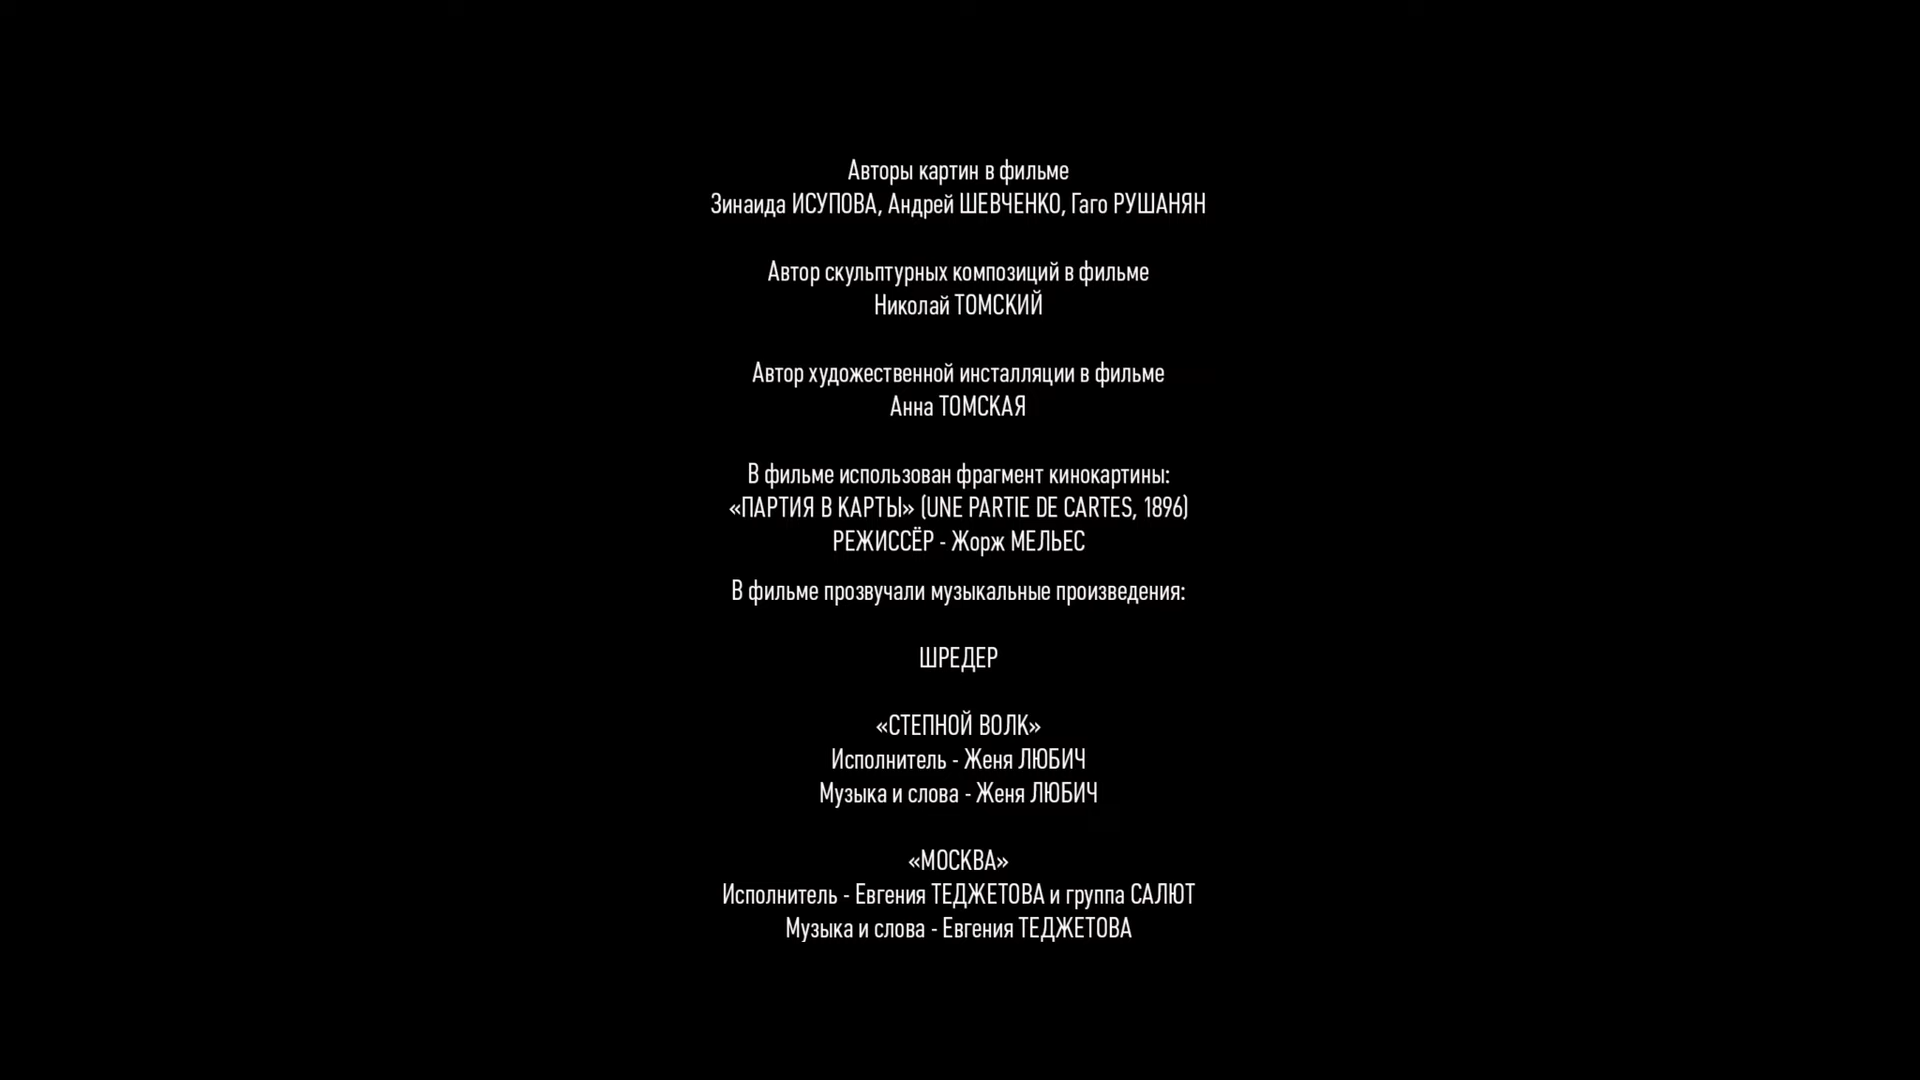 Авторы картин в фильме
Зинаида ИСУПОВА, Андрей ШЕВЧЕНКО, Гаго РУШАНЯН
Автор скульптурных композиций в фильме
Николай ТОМСКИЙ
Автор художественной инсталляции в фильме
Анна ТОМСКАЯ
В фильме использован фрагмент кинокартины:
«ПАРТИЯ В КАРТЫ» (UNE PARTIE DE CARTES, 1896)
РЕЖИССЁР - Жорж МЕЛЬЕС
В фильме прозвучали музыкальные произведения:
ШРЕДЕР
«СТЕПНОЙ ВОЛК»
Исполнитель - Женя ЛЮБИЧ
Музыка и слова - Женя ЛЮБИЧ
«МОСКВА»
Исполнитель - Евгения ТЕДЖЕТОВА и группа САЛЮТ
Музыка и слова - Евгения ТЕДЖЕТОВА